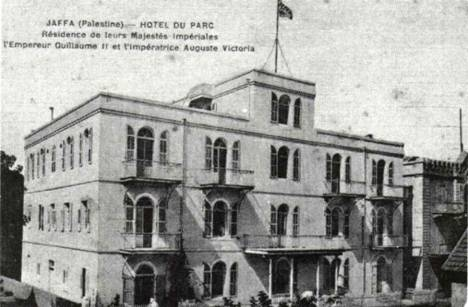 JAFFA (Palestine). — HOTEL DU PARC
Résidence de leurs Majestés Impériales
l'Empereur Guillaume II et l'Impératrice Auguste Victoria